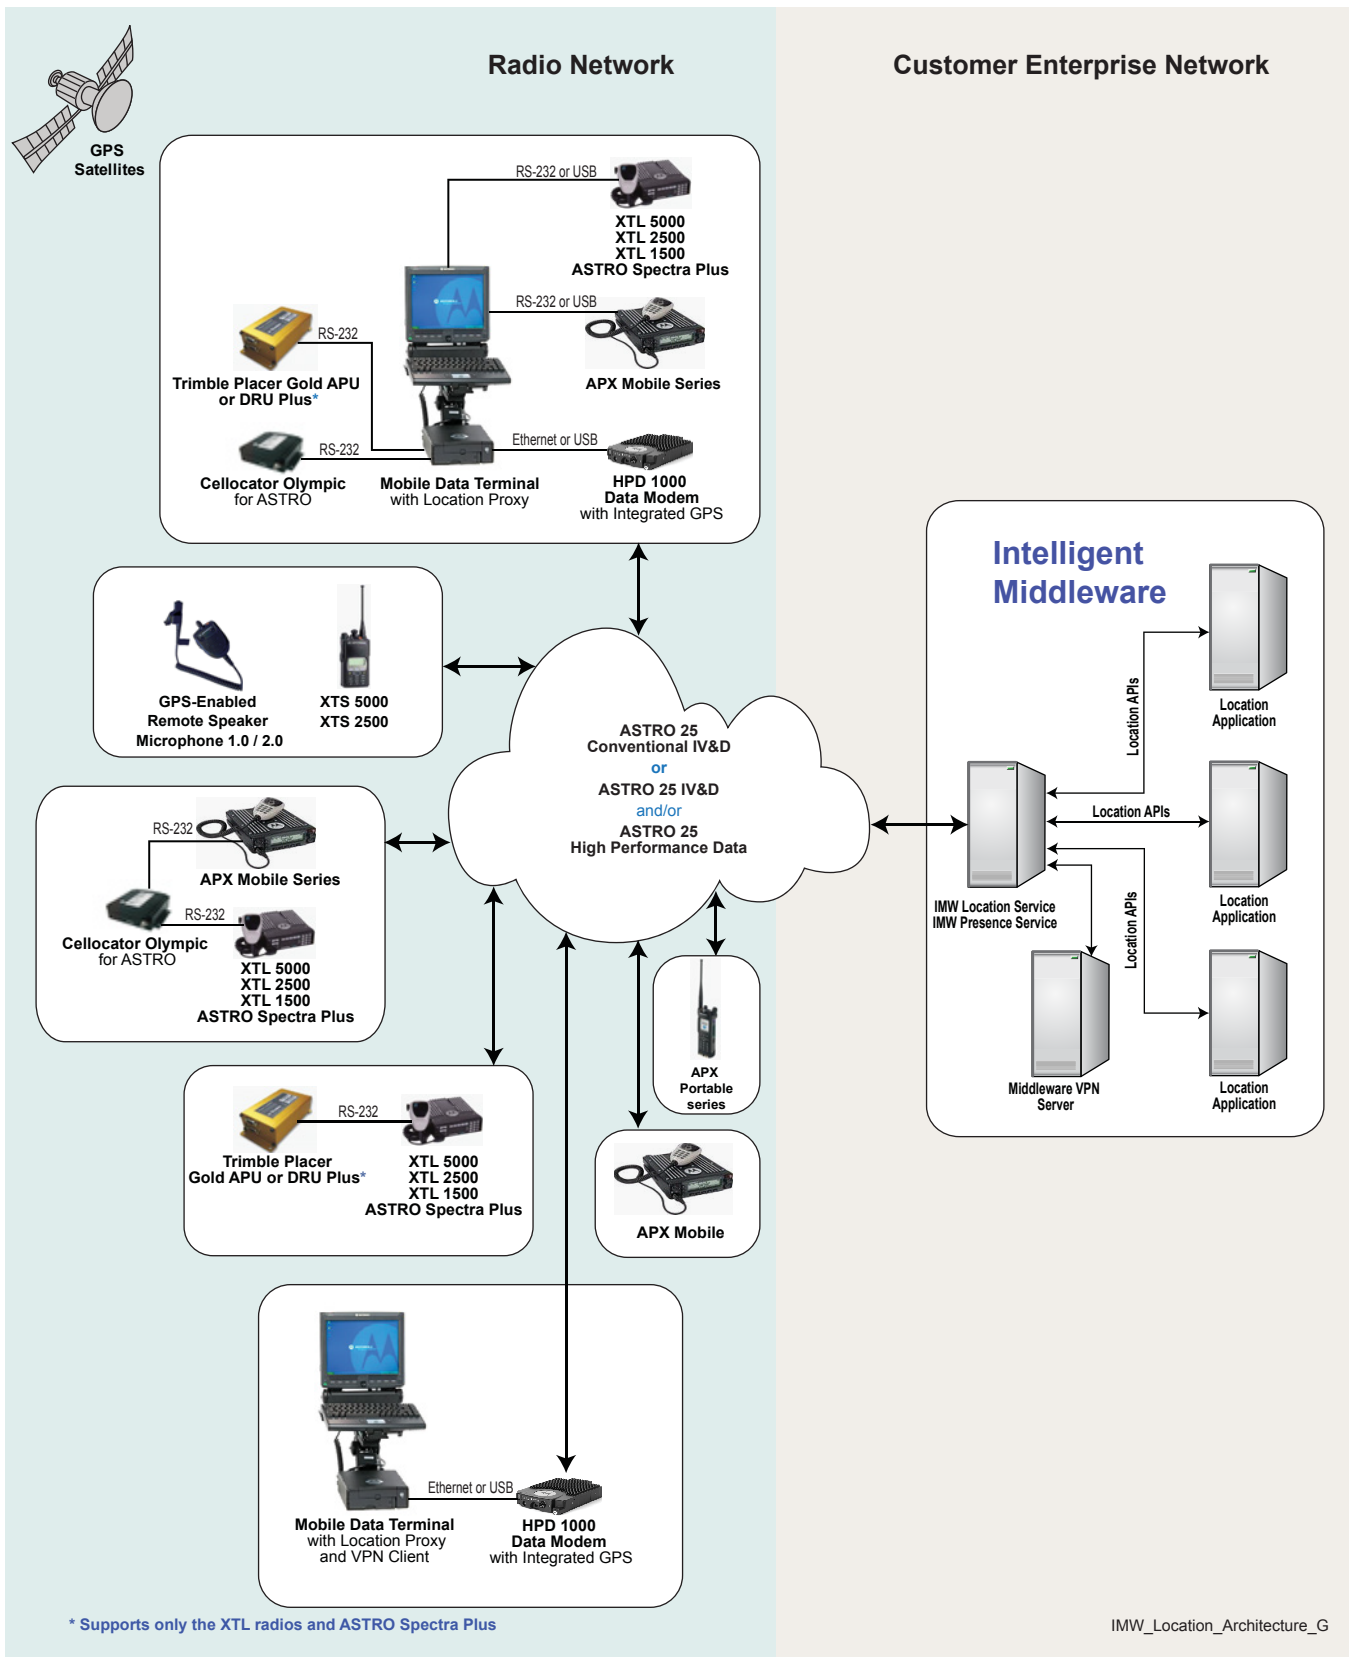 Radio Network
Customer Enterprise Network
GPS
Satellites
RS-232 or USB
XTL 5000
XTL 2500
XTL 1500
ASTRO Spectra Plus
RS-232 or USB
APX Mobile Series
RS-232
Trimble Placer Gold APU
or DRU Plus*
RS-232
Cellocator Olympic
for ASTRO
Mobile Data Terminal
with Location Proxy
Ethernet or USB
HPD 1000
Data Modem
with Integrated GPS
GPS-Enabled
Remote Speaker
Microphone 1.0 / 2.0
XTS 5000
XTS 2500
ASTRO 25
Conventional IV&D
or
ASTRO 25 IV&D
and/or
ASTRO 25
High Performance Data
RS-232
APX Mobile Series
RS-232
Cellocator Olympic
for ASTRO
XTL 5000
XTL 2500
XTL 1500
ASTRO Spectra Plus
RS-232
Trimble Placer
Gold APU or DRU Plus*
XTL 5000
XTL 2500
XTL 1500
ASTRO Spectra Plus
APX
Portable
series
APX Mobile
Ethernet or USB
Mobile Data Terminal
with Location Proxy
and VPN Client
HPD 1000
Data Modem
with Integrated GPS
Intelligent
Middleware
Location APIs
Location
Application
Location APIs
Location
Application
IMW Location Service
IMW Presence Service
Location APIs
Middleware VPN
Server
Location
Application
* Supports only the XTL radios and ASTRO Spectra Plus
IMW_Location_Architecture_G